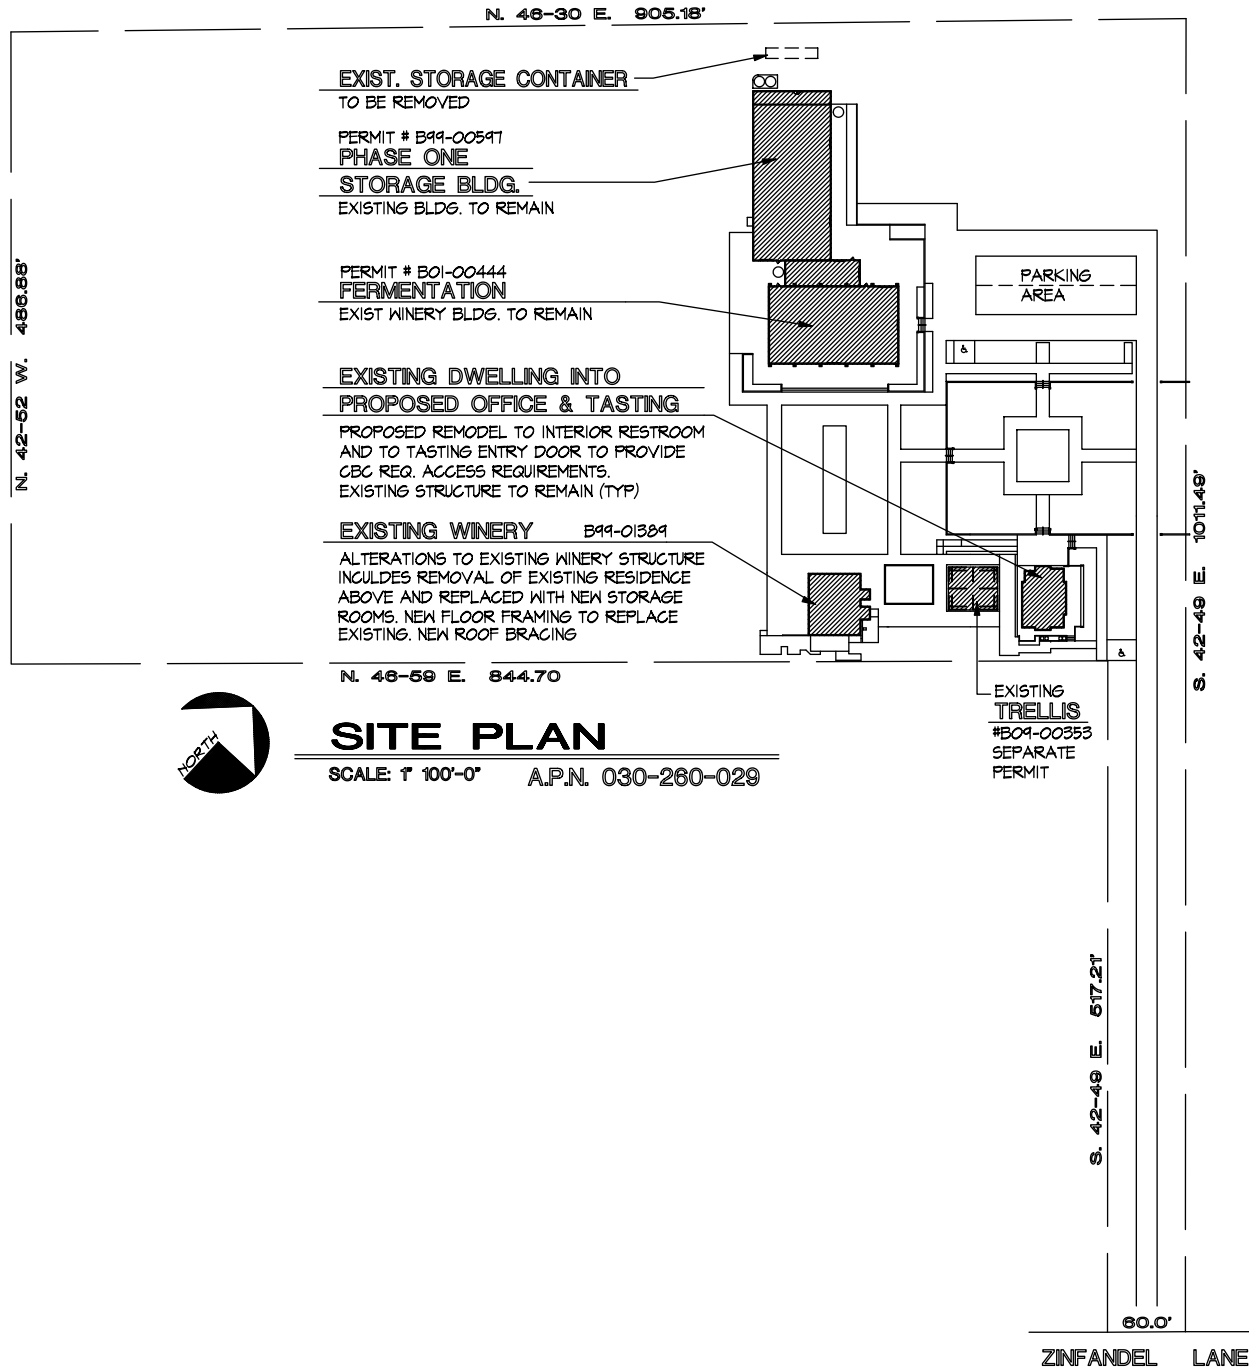 N. 46-30 E. 905.18'
EXIST. STORAGE CONTAINER
TO BE REMOVED
PERMIT # B99-00597
PHASE ONE
STORAGE BLDG.
EXISTING BLDG. TO REMAIN
PERMIT # B01-00444
FERMENTATION
EXIST WINERY BLDG. TO REMAIN
EXISTING DWELLING INTO
PROPOSED OFFICE & TASTING
PROPOSED REMODEL TO INTERIOR RESTROOM
AND TO TASTING ENTRY DOOR TO PROVIDE
CBC REQ. ACCESS REQUIREMENTS.
EXISTING STRUCTURE TO REMAIN (TYP)
EXISTING WINERY B99-01389
ALTERATIONS TO EXISTING WINERY STRUCTURE
INCULDES REMOVAL OF EXISTING RESIDENCE
ABOVE AND REPLACED WITH NEW STORAGE
ROOMS. NEW FLOOR FRAMING TO REPLACE
EXISTING. NEW ROOF BRACING
N. 42-52 W. 486.88'
PARKING
AREA
S. 42-49 E. 1011.49'
N. 46-59 E. 844.70
EXISTING
TRELLIS
#B09-00353
SEPARATE
PERMIT
NORTH
SITE PLAN
SCALE: 1" 100'-0" A.P.N. 030-260-029
S. 42-49 E. 517.21'
60.0'
ZINFANDEL LANE